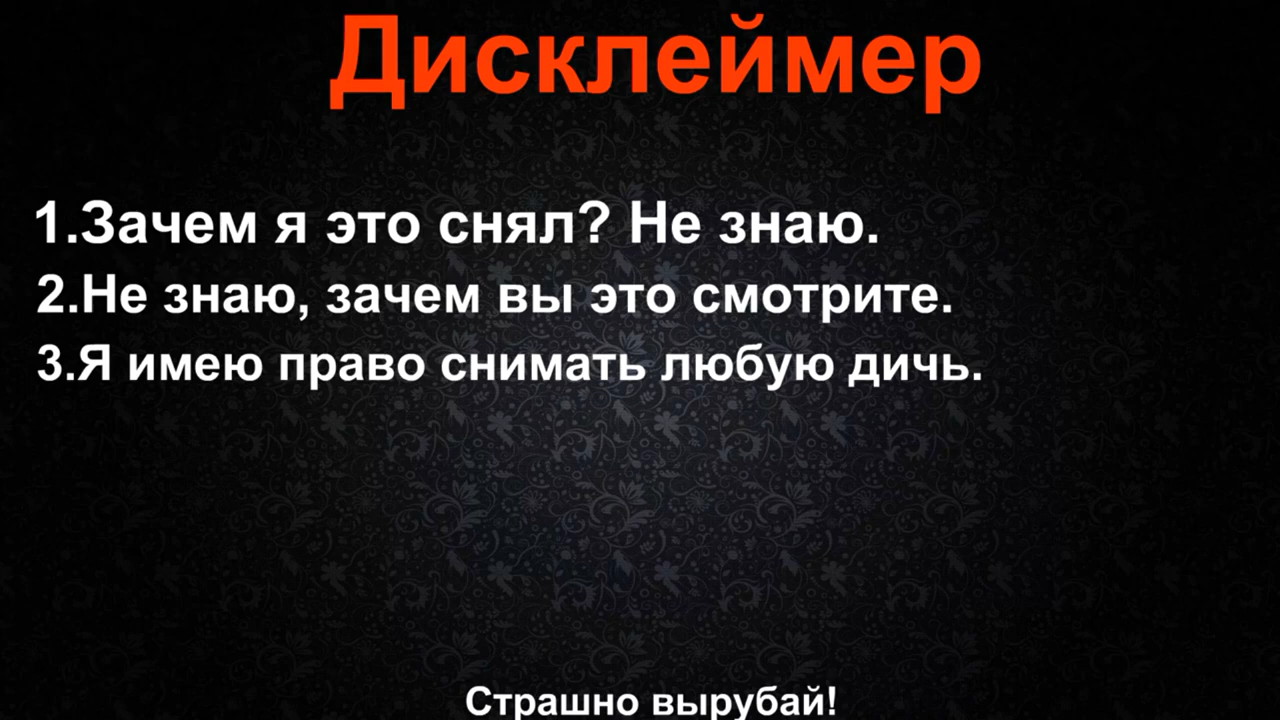 Дисклеймер
1.Зачем я это снял? Не знаю.
2.Не знаю, зачем вы это смотрите.
3.Я имею право снимать любую дичь.
Страшно вырубай!